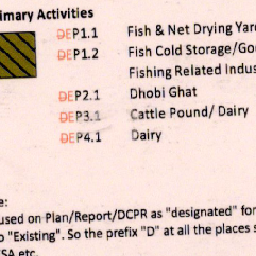 imary Activities
DEP1.1 Fish & Net Drying Yar
DEP1.2 Fish Cold Storage/Go
Fishing Related Indus
DEP2.1 Dhobi Ghat
DEP3.1 Cattle Pound/ Dairy
DEP4.1 Dairy
e:
used on Plan/Report/DCPR as "designated" for
"Existing". So the prefix "D" at all the places s
SA etc.